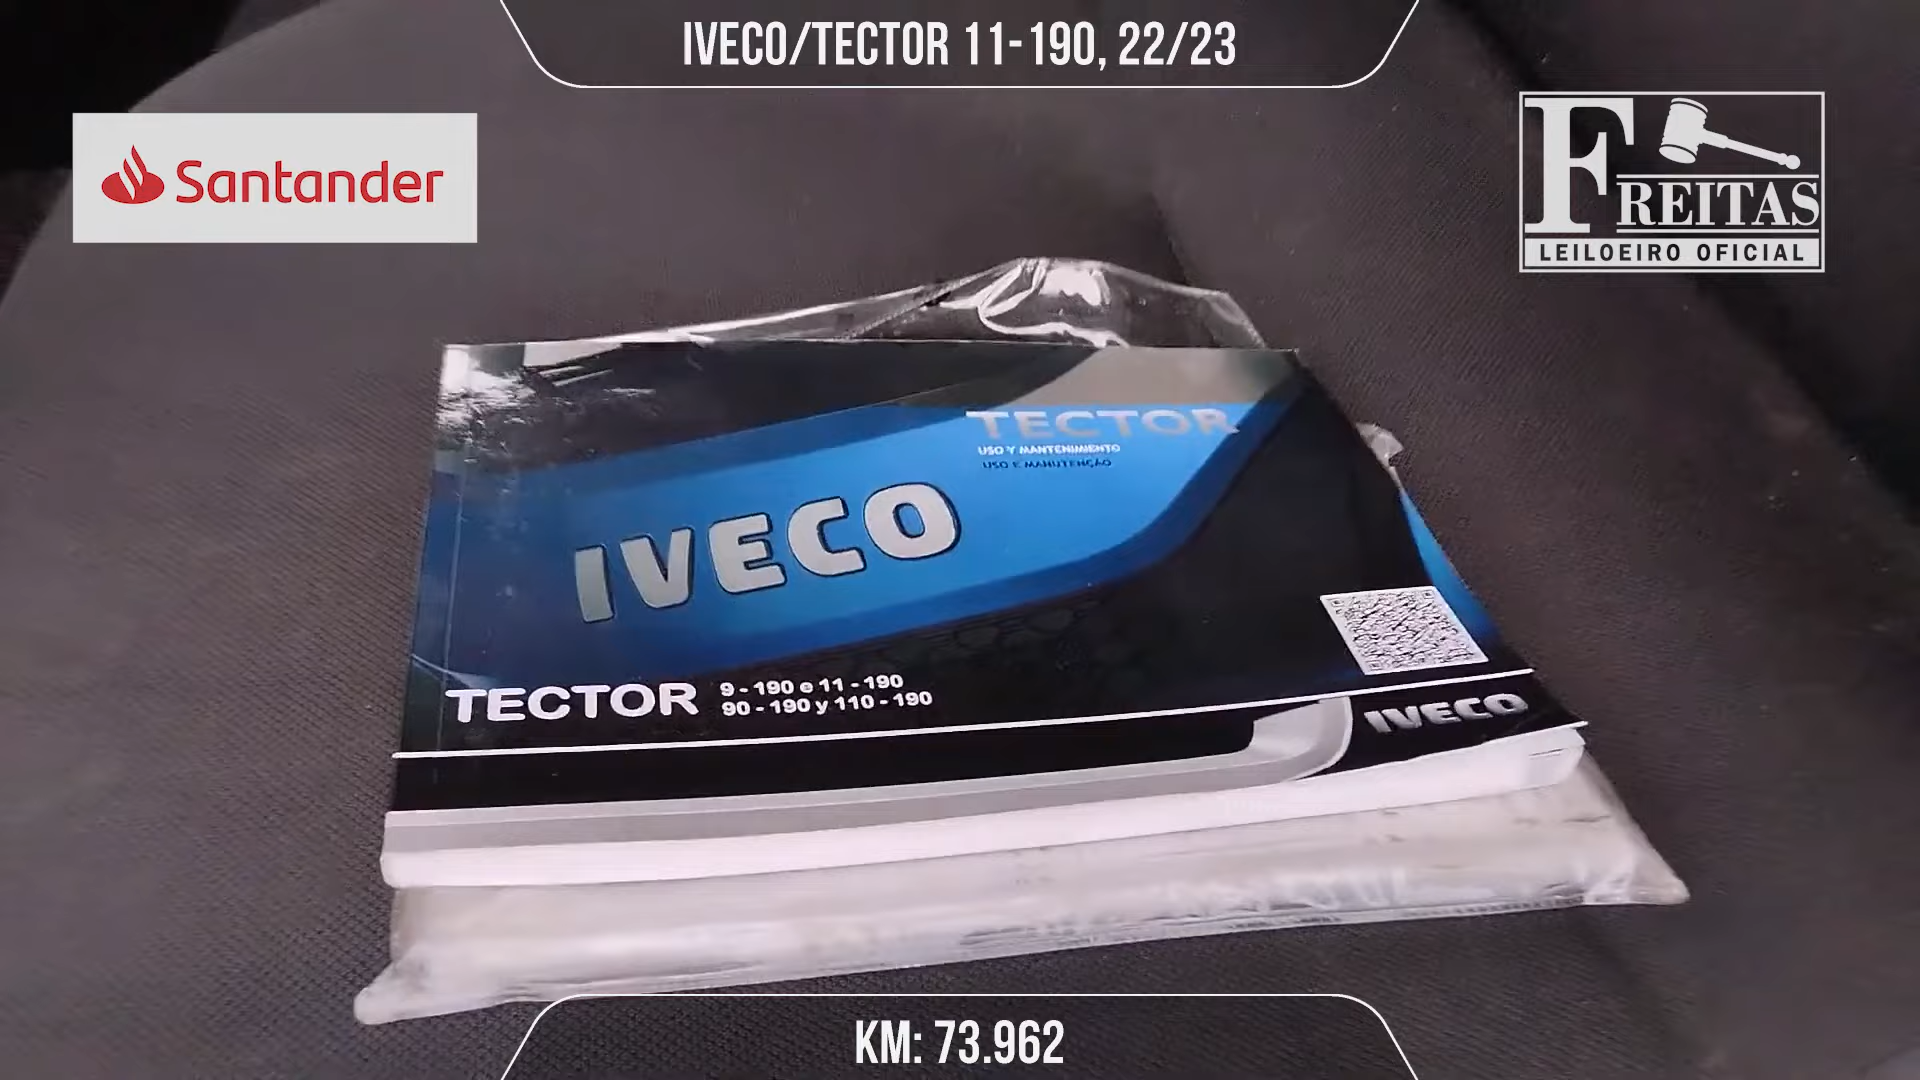 IVECO/TECTOR 11-190, 22/23
Santander
FREITAS
LEILOEIRO OFICIAL
TECTOR
USO Y MANTENIMIENTO
USO E MANUTENÇÃO
IVECO
TECTOR 9 - 190 e 11 - 190
90 - 190 y 110 - 190
IVECO
KM: 73.962